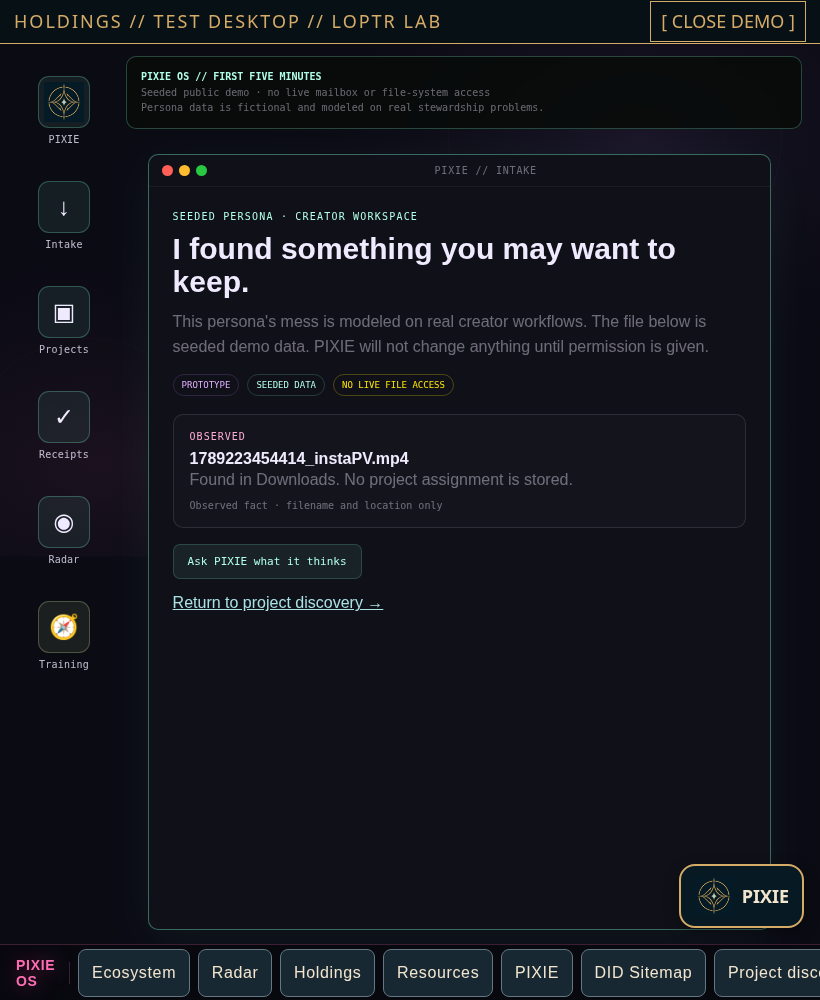 HOLDINGS // TEST DESKTOP // LOPTR LAB
[ CLOSE DEMO ]
PIXIE OS // FIRST FIVE MINUTES
Seeded public demo · no live mailbox or file-system access
Persona data is fictional and modeled on real stewardship problems.
PIXIE
Intake
Projects
Receipts
Radar
Training
PIXIE // INTAKE
SEEDED PERSONA · CREATOR WORKSPACE
I found something you may want to
keep.
This persona's mess is modeled on real creator workflows. The file below is
seeded demo data. PIXIE will not change anything until permission is given.
PROTOTYPE
SEEDED DATA
NO LIVE FILE ACCESS
OBSERVED
1789223454414_instaPV.mp4
Found in Downloads. No project assignment is stored.
Observed fact · filename and location only
Ask PIXIE what it thinks
Return to project discovery →
PIXIE
PIXIE
OS
Ecosystem
Radar
Holdings
Resources
PIXIE
DID Sitemap
Project disco